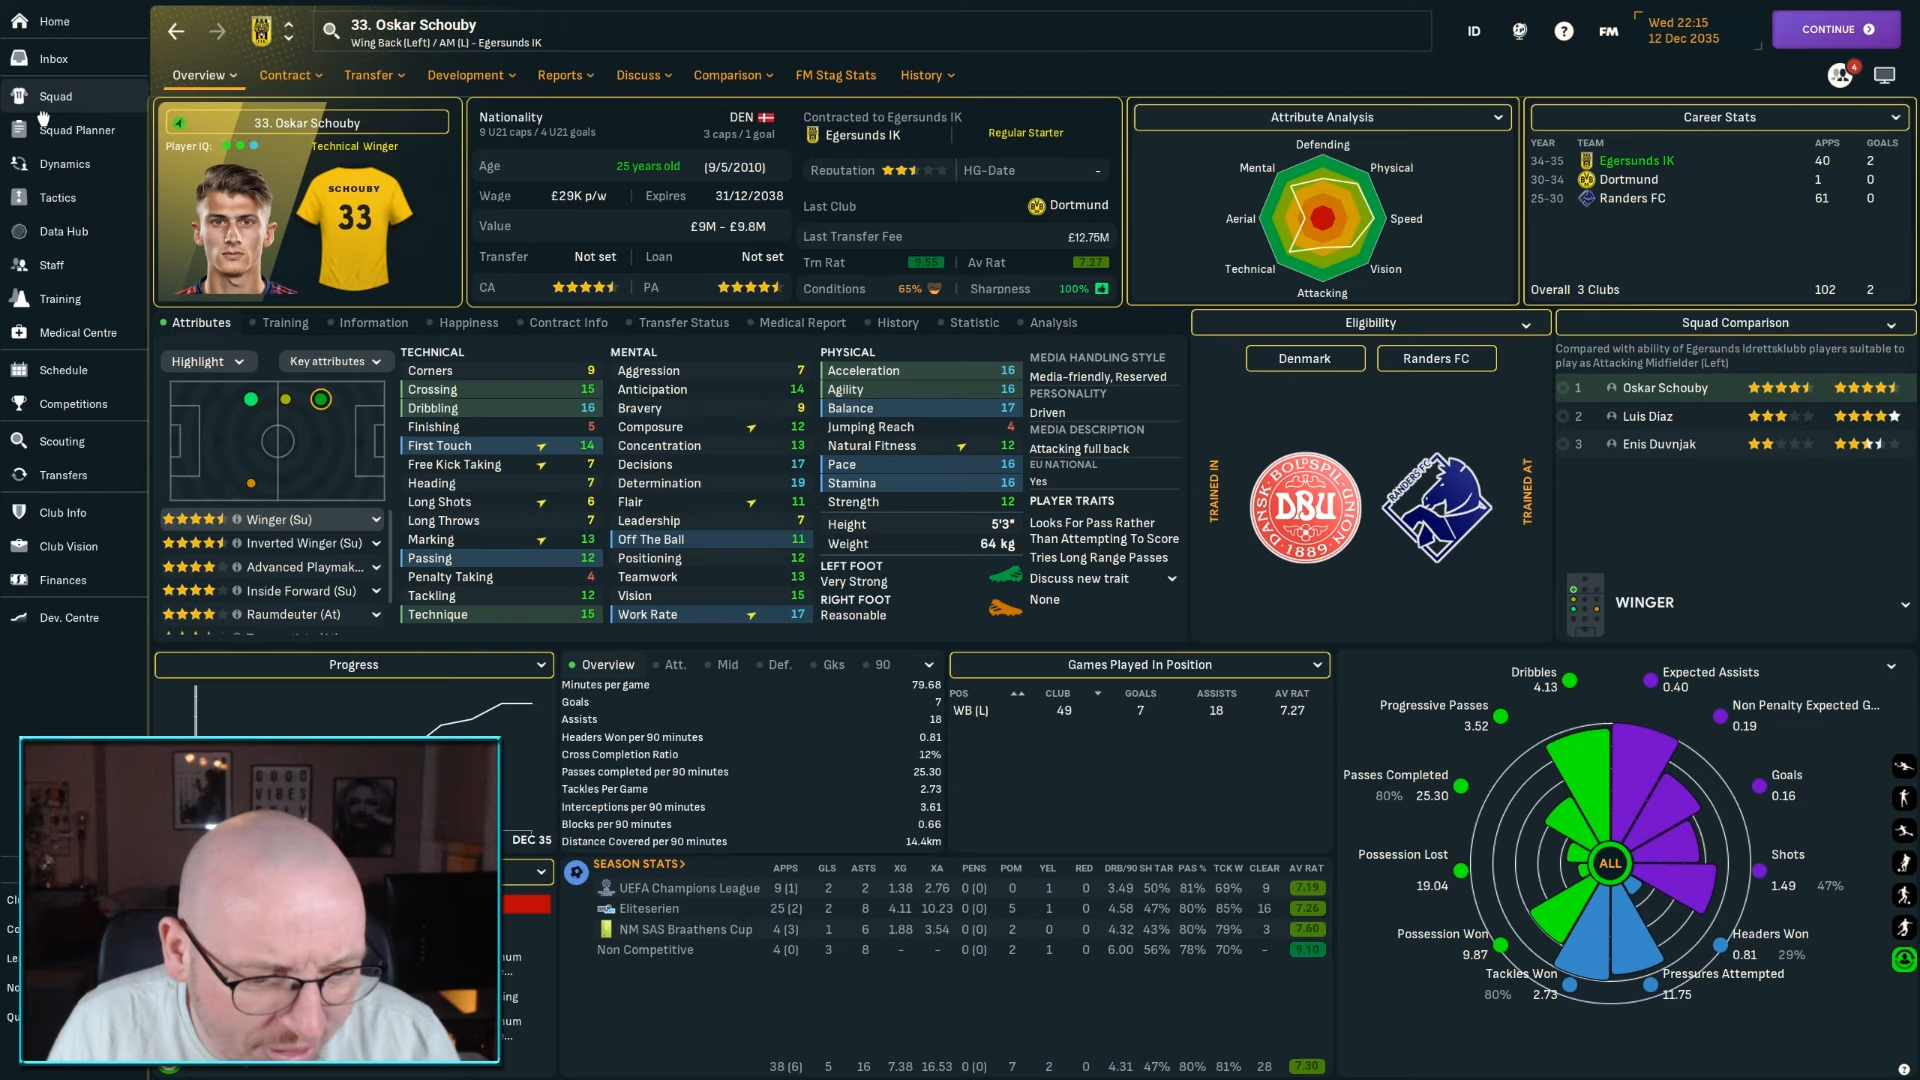 Home
Inbox
Squad
Squad Planner
Dynamics
Tactics
Data Hub
Staff
Training
Medical Centre
Schedule
Competitions
Scouting
Transfers
Club Info
Club Vision
Finances
Dev. Centre
33. Oskar Schouby
Wing Back (Left) / AM (L) - Egersunds IK
ID
FM
Wed 22:15
12 Dec 2035
CONTINUE
Overview
Contract
Transfer
Development
Reports
Discuss
Comparison
FM Stag Stats
History
4
33. Oskar Schouby
Player IQ:
Technical Winger
SCHOUBY
33
Nationality
DEN
9 U21 caps / 4 U21 goals
3 caps / 1 goal
Age
25 years old
(9/5/2010)
Wage
£29K p/w
Expires
31/12/2038
Value
£9M - £9.8M
Transfer
Not set
Loan
Not set
CA
PA
Contracted to Egersunds IK
Egersunds IK
Regular Starter
Reputation
HG-Date
-
Last Club
Dortmund
Last Transfer Fee
£12.75M
Trn Rat
9.55
Av Rat
7.27
Conditions
65%
Sharpness
100%
Attribute Analysis
Defending
Mental
Physical
Aerial
Speed
Technical
Vision
Attacking
Career Stats
YEAR TEAM APPS GOALS
34-35 Egersunds IK 40 2
30-34 Dortmund 1 0
25-30 Randers FC 61 0
Overall 3 Clubs 102 2
Attributes
Training
Information
Happiness
Contract Info
Transfer Status
Medical Report
History
Statistic
Analysis
Highlight
Key attributes
Winger (Su)
Inverted Winger (Su)
Advanced Playmak...
Inside Forward (Su)
Raumdeuter (At)
TECHNICAL
Corners 9
Crossing 15
Dribbling 16
Finishing 5
First Touch 14
Free Kick Taking 7
Heading 7
Long Shots 6
Long Throws 7
Marking 13
Passing 12
Penalty Taking 4
Tackling 12
Technique 15
MENTAL
Aggression 7
Anticipation 14
Bravery 9
Composure 12
Concentration 13
Decisions 17
Determination 19
Flair 11
Leadership 7
Off The Ball 11
Positioning 12
Teamwork 13
Vision 15
Work Rate 17
PHYSICAL
Acceleration 16
Agility 16
Balance 17
Jumping Reach 4
Natural Fitness 12
Pace 16
Stamina 16
Strength 12
Height 5'3"
Weight 64 kg
LEFT FOOT
Very Strong
RIGHT FOOT
Reasonable
MEDIA HANDLING STYLE
Media-friendly, Reserved
PERSONALITY
Driven
MEDIA DESCRIPTION
Attacking full back
EU NATIONAL
Yes
PLAYER TRAITS
Looks For Pass Rather
Than Attempting To Score
Tries Long Range Passes
Discuss new trait
None
Eligibility
Denmark
Randers FC
TRAINED IN
DANSK BOLDSPIL UNION
DBU
1889
RANDERS FC
TRAINED AT
Squad Comparison
Compared with ability of Egersunds Idrettsklubb players suitable to
play as Attacking Midfielder (Left)
1 Oskar Schouby
2 Luis Díaz
3 Enis Duvnjak
WINGER
Progress
DEC 35
Overview
Att.
Mid
Def.
Gks
90
Minutes per game 79.68
Goals 7
Assists 18
Headers Won per 90 minutes 0.81
Cross Completion Ratio 12%
Passes completed per 90 minutes 25.30
Tackles Per Game 2.73
Interceptions per 90 minutes 3.61
Blocks per 90 minutes 0.66
Distance Covered per 90 minutes 14.4km
Games Played In Position
POS CLUB GOALS ASSISTS AV RAT
WB (L) 49 7 18 7.27
SEASON STATS>
APPS GLS ASTS XG XA PENS POM YEL RED DRB/90 SH TAR PAS % TCK W CLEAR AV RAT
UEFA Champions League 9 (1) 2 2 1.38 2.76 0 (0) 0 1 0 3.49 50% 81% 69% 9 7.19
Eliteserien 25 (2) 2 8 4.11 10.23 0 (0) 5 1 0 4.58 47% 80% 85% 16 7.26
NM SAS Braathens Cup 4 (3) 1 6 1.88 3.54 0 (0) 2 0 0 4.32 43% 80% 79% 3 7.60
Non Competitive 4 (0) 3 8 - - 0 (0) 2 1 0 6.00 56% 78% 70% - 9.10
38 (6) 5 16 7.38 16.53 0 (0) 7 2 0 4.31 47% 80% 81% 28 7.30
Dribbles
4.13
Expected Assists
0.40
Progressive Passes
3.52
Non Penalty Expected G...
0.19
Passes Completed
80% 25.30
Goals
0.16
Possession Lost
19.04
ALL
Shots
1.49 47%
Possession Won
9.87
Headers Won
0.81 29%
Tackles Won
80% 2.73
Pressures Attempted
11.75
GOOD
VIBES